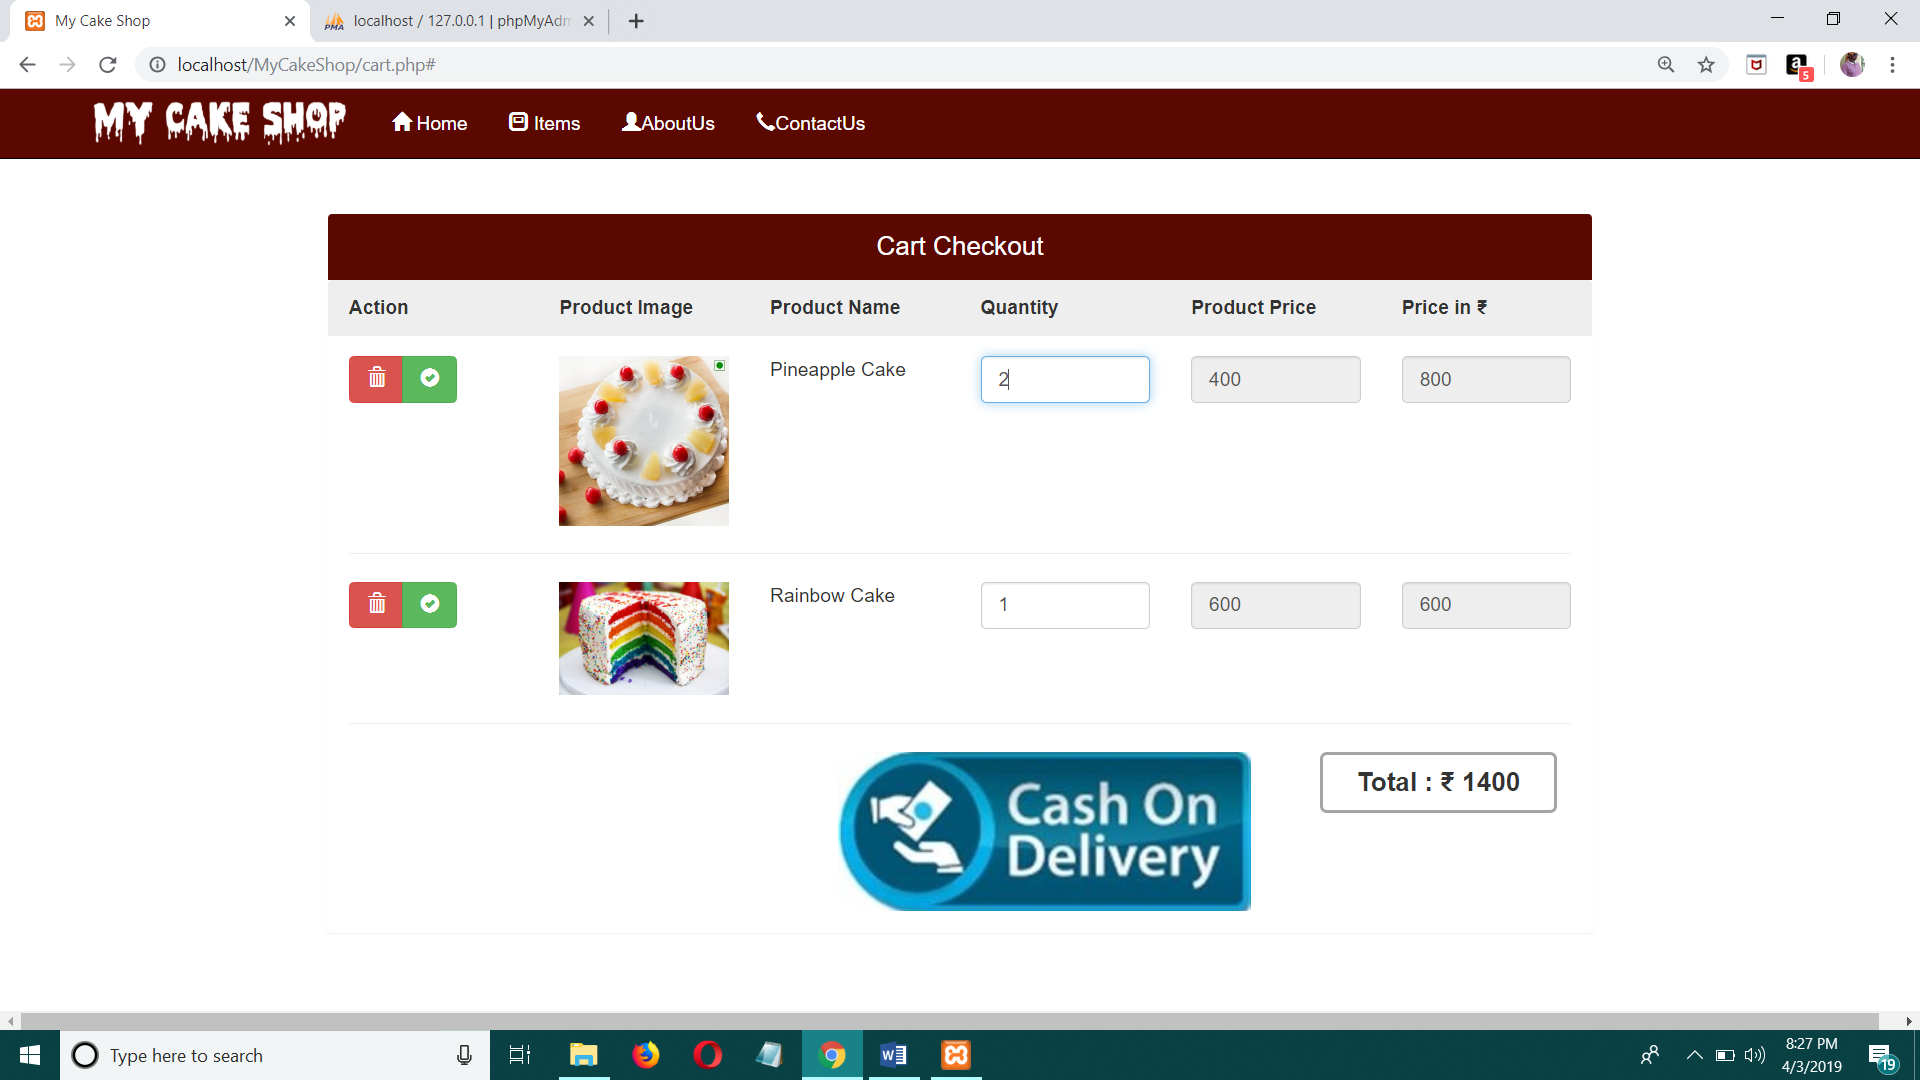 My Cake Shop
localhost / 127.0.0.1 | phpMyAdm
localhost/MyCakeShop/cart.php#
5
MY CAKE SHOP
Home
Items
AboutUs
ContactUs
Cart Checkout
Action Product Image Product Name Quantity Product Price Price in ₹
Pineapple Cake 2 400 800
Rainbow Cake 1 600 600
Cash On
Delivery
Total : ₹ 1400
Type here to search
8:27 PM
4/3/2019
19